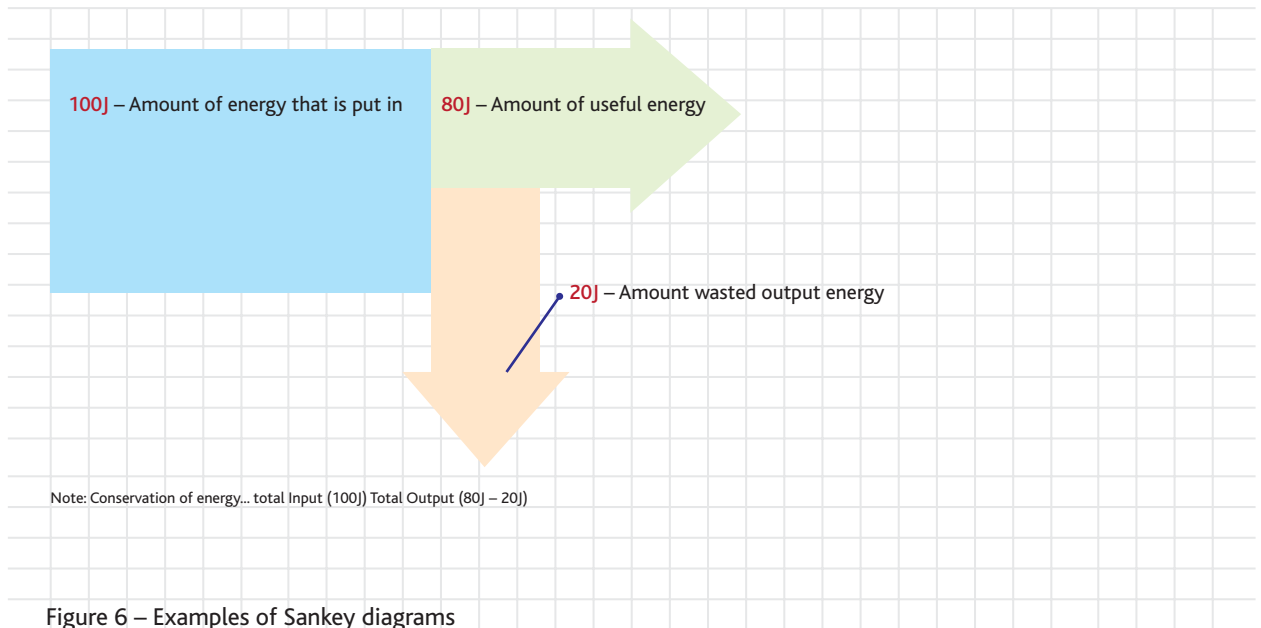 100J – Amount of energy that is put in
80J – Amount of useful energy
20J – Amount wasted output energy
Note: Conservation of energy... total Input (100J) Total Output (80J – 20J)
Figure 6 – Examples of Sankey diagrams